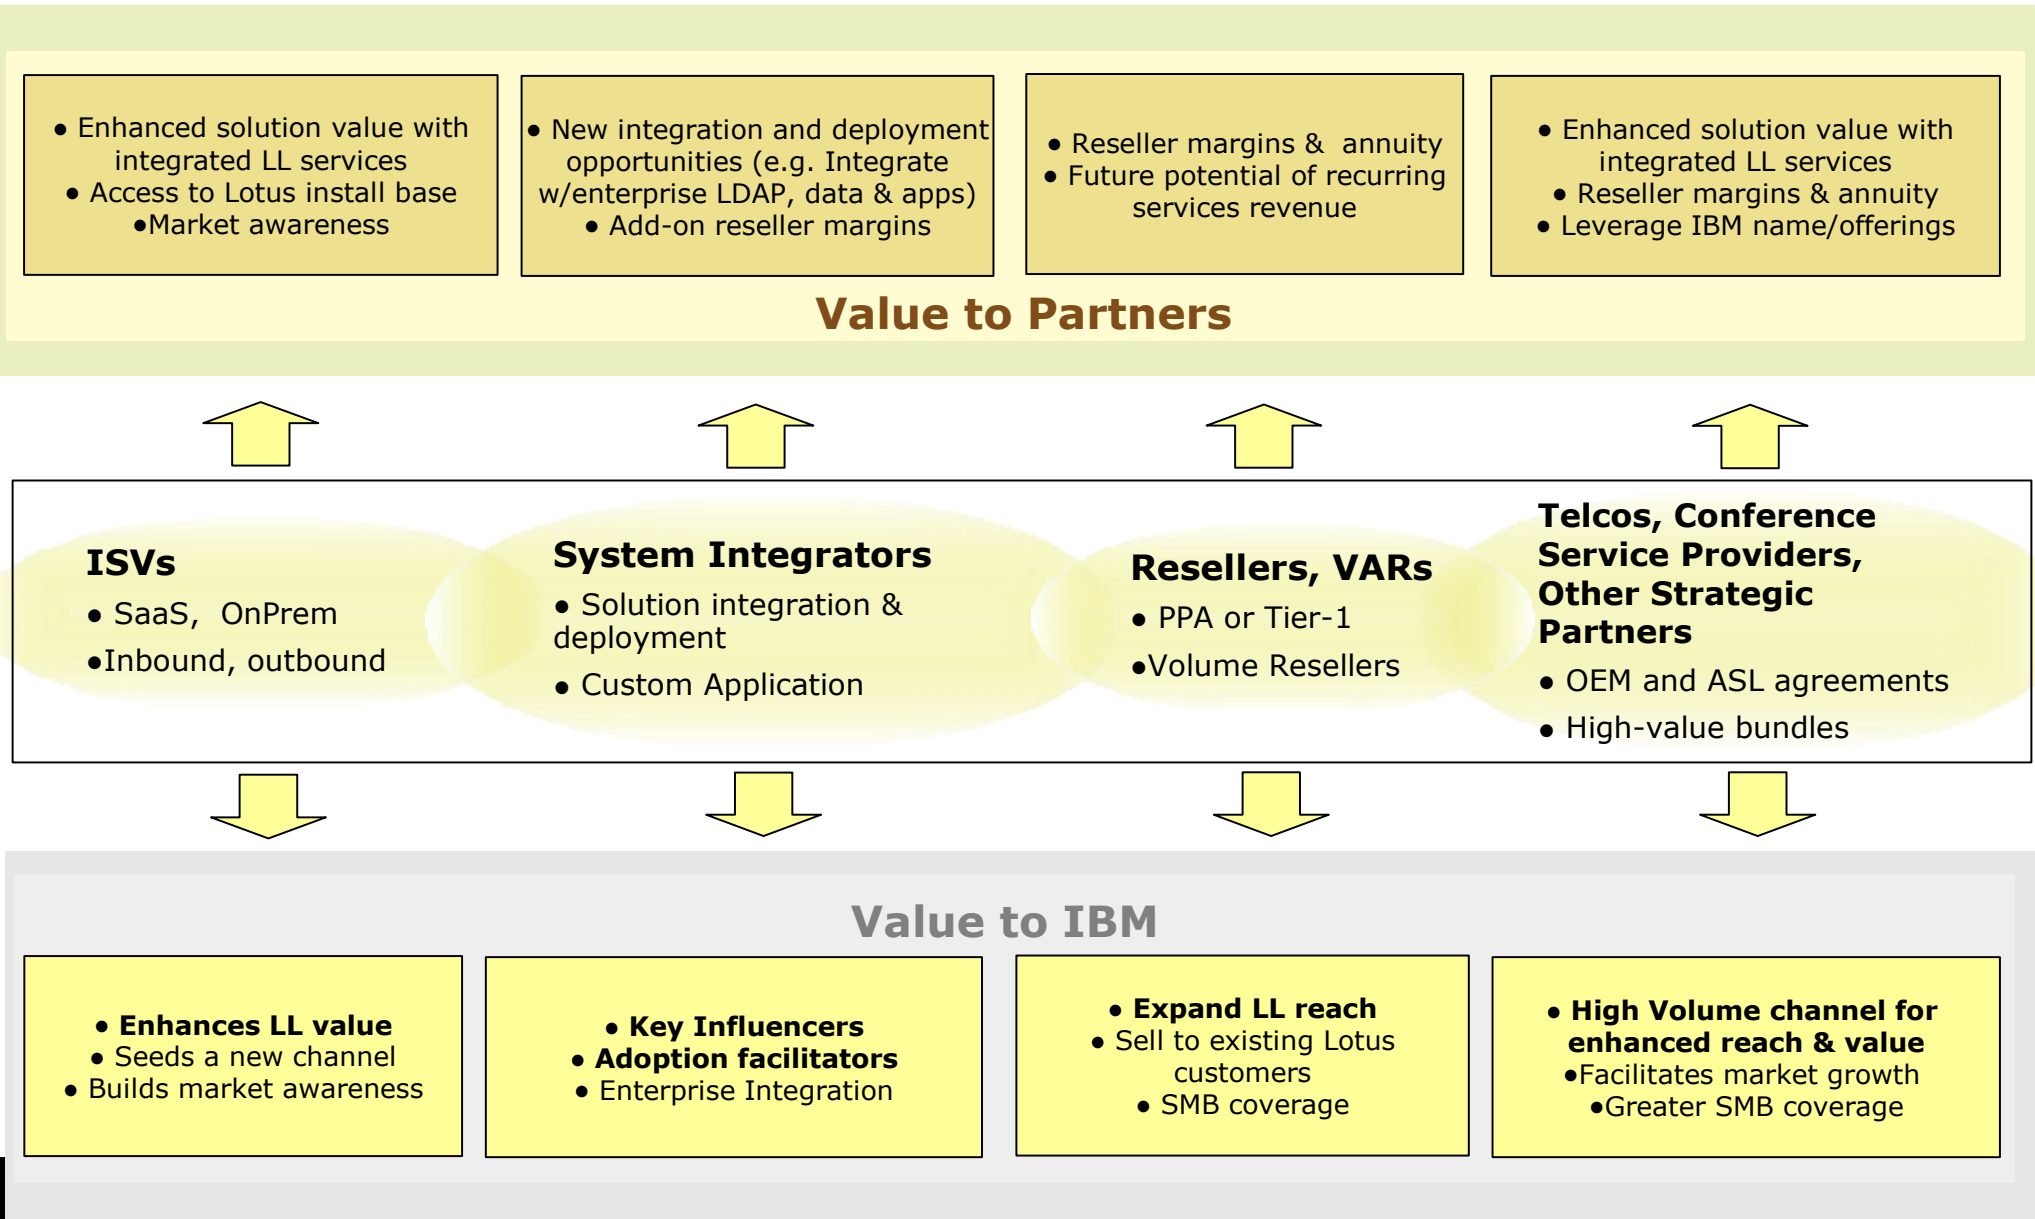 ● Enhanced solution value with
integrated LL services
● Access to Lotus install base
●Market awareness
● New integration and deployment
opportunities (e.g. Integrate
w/enterprise LDAP, data & apps)
● Add-on reseller margins
● Reseller margins &  annuity
● Future potential of recurring
services revenue
● Enhanced solution value with
integrated LL services
● Reseller margins & annuity
● Leverage IBM name/offerings
Value to Partners
ISVs
● SaaS,  OnPrem
●Inbound, outbound
System Integrators
● Solution integration &
deployment
● Custom Application
Resellers, VARs
● PPA or Tier-1
●Volume Resellers
Telcos, Conference
Service Providers,
Other Strategic
Partners
● OEM and ASL agreements
● High-value bundles
Value to IBM
● Enhances LL value
● Seeds a new channel
● Builds market awareness
● Key Influencers
● Adoption facilitators
● Enterprise Integration
● Expand LL reach
● Sell to existing Lotus
customers
● SMB coverage
● High Volume channel for
enhanced reach & value
●Facilitates market growth
●Greater SMB coverage